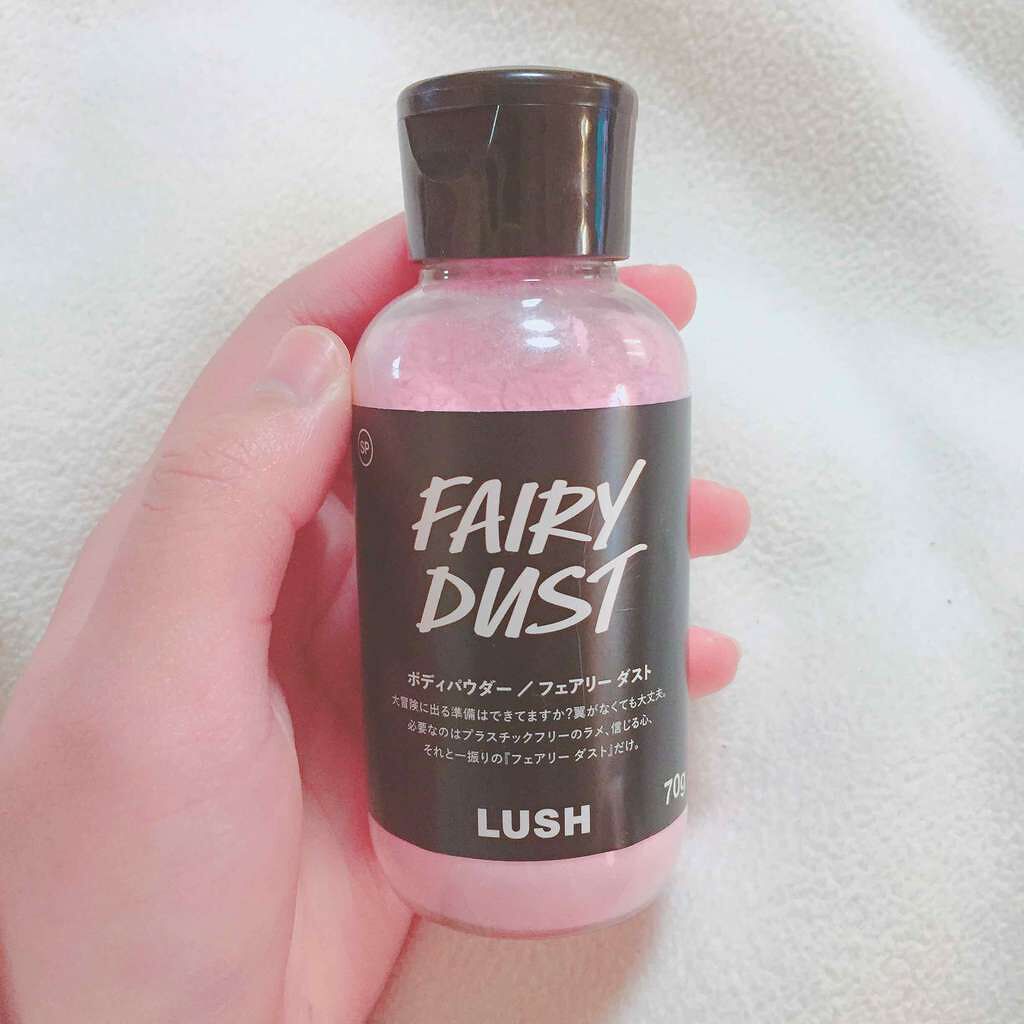 SP
FAIRY
DUST
ボディパウダー／フェアリー ダスト
大冒険に出る準備はできてますか?翼がなくても大丈夫。
必要なのはプラスチックフリーのラメ、信じる心、
それと一振りの『フェアリー ダスト』だけ。
70g
LUSH